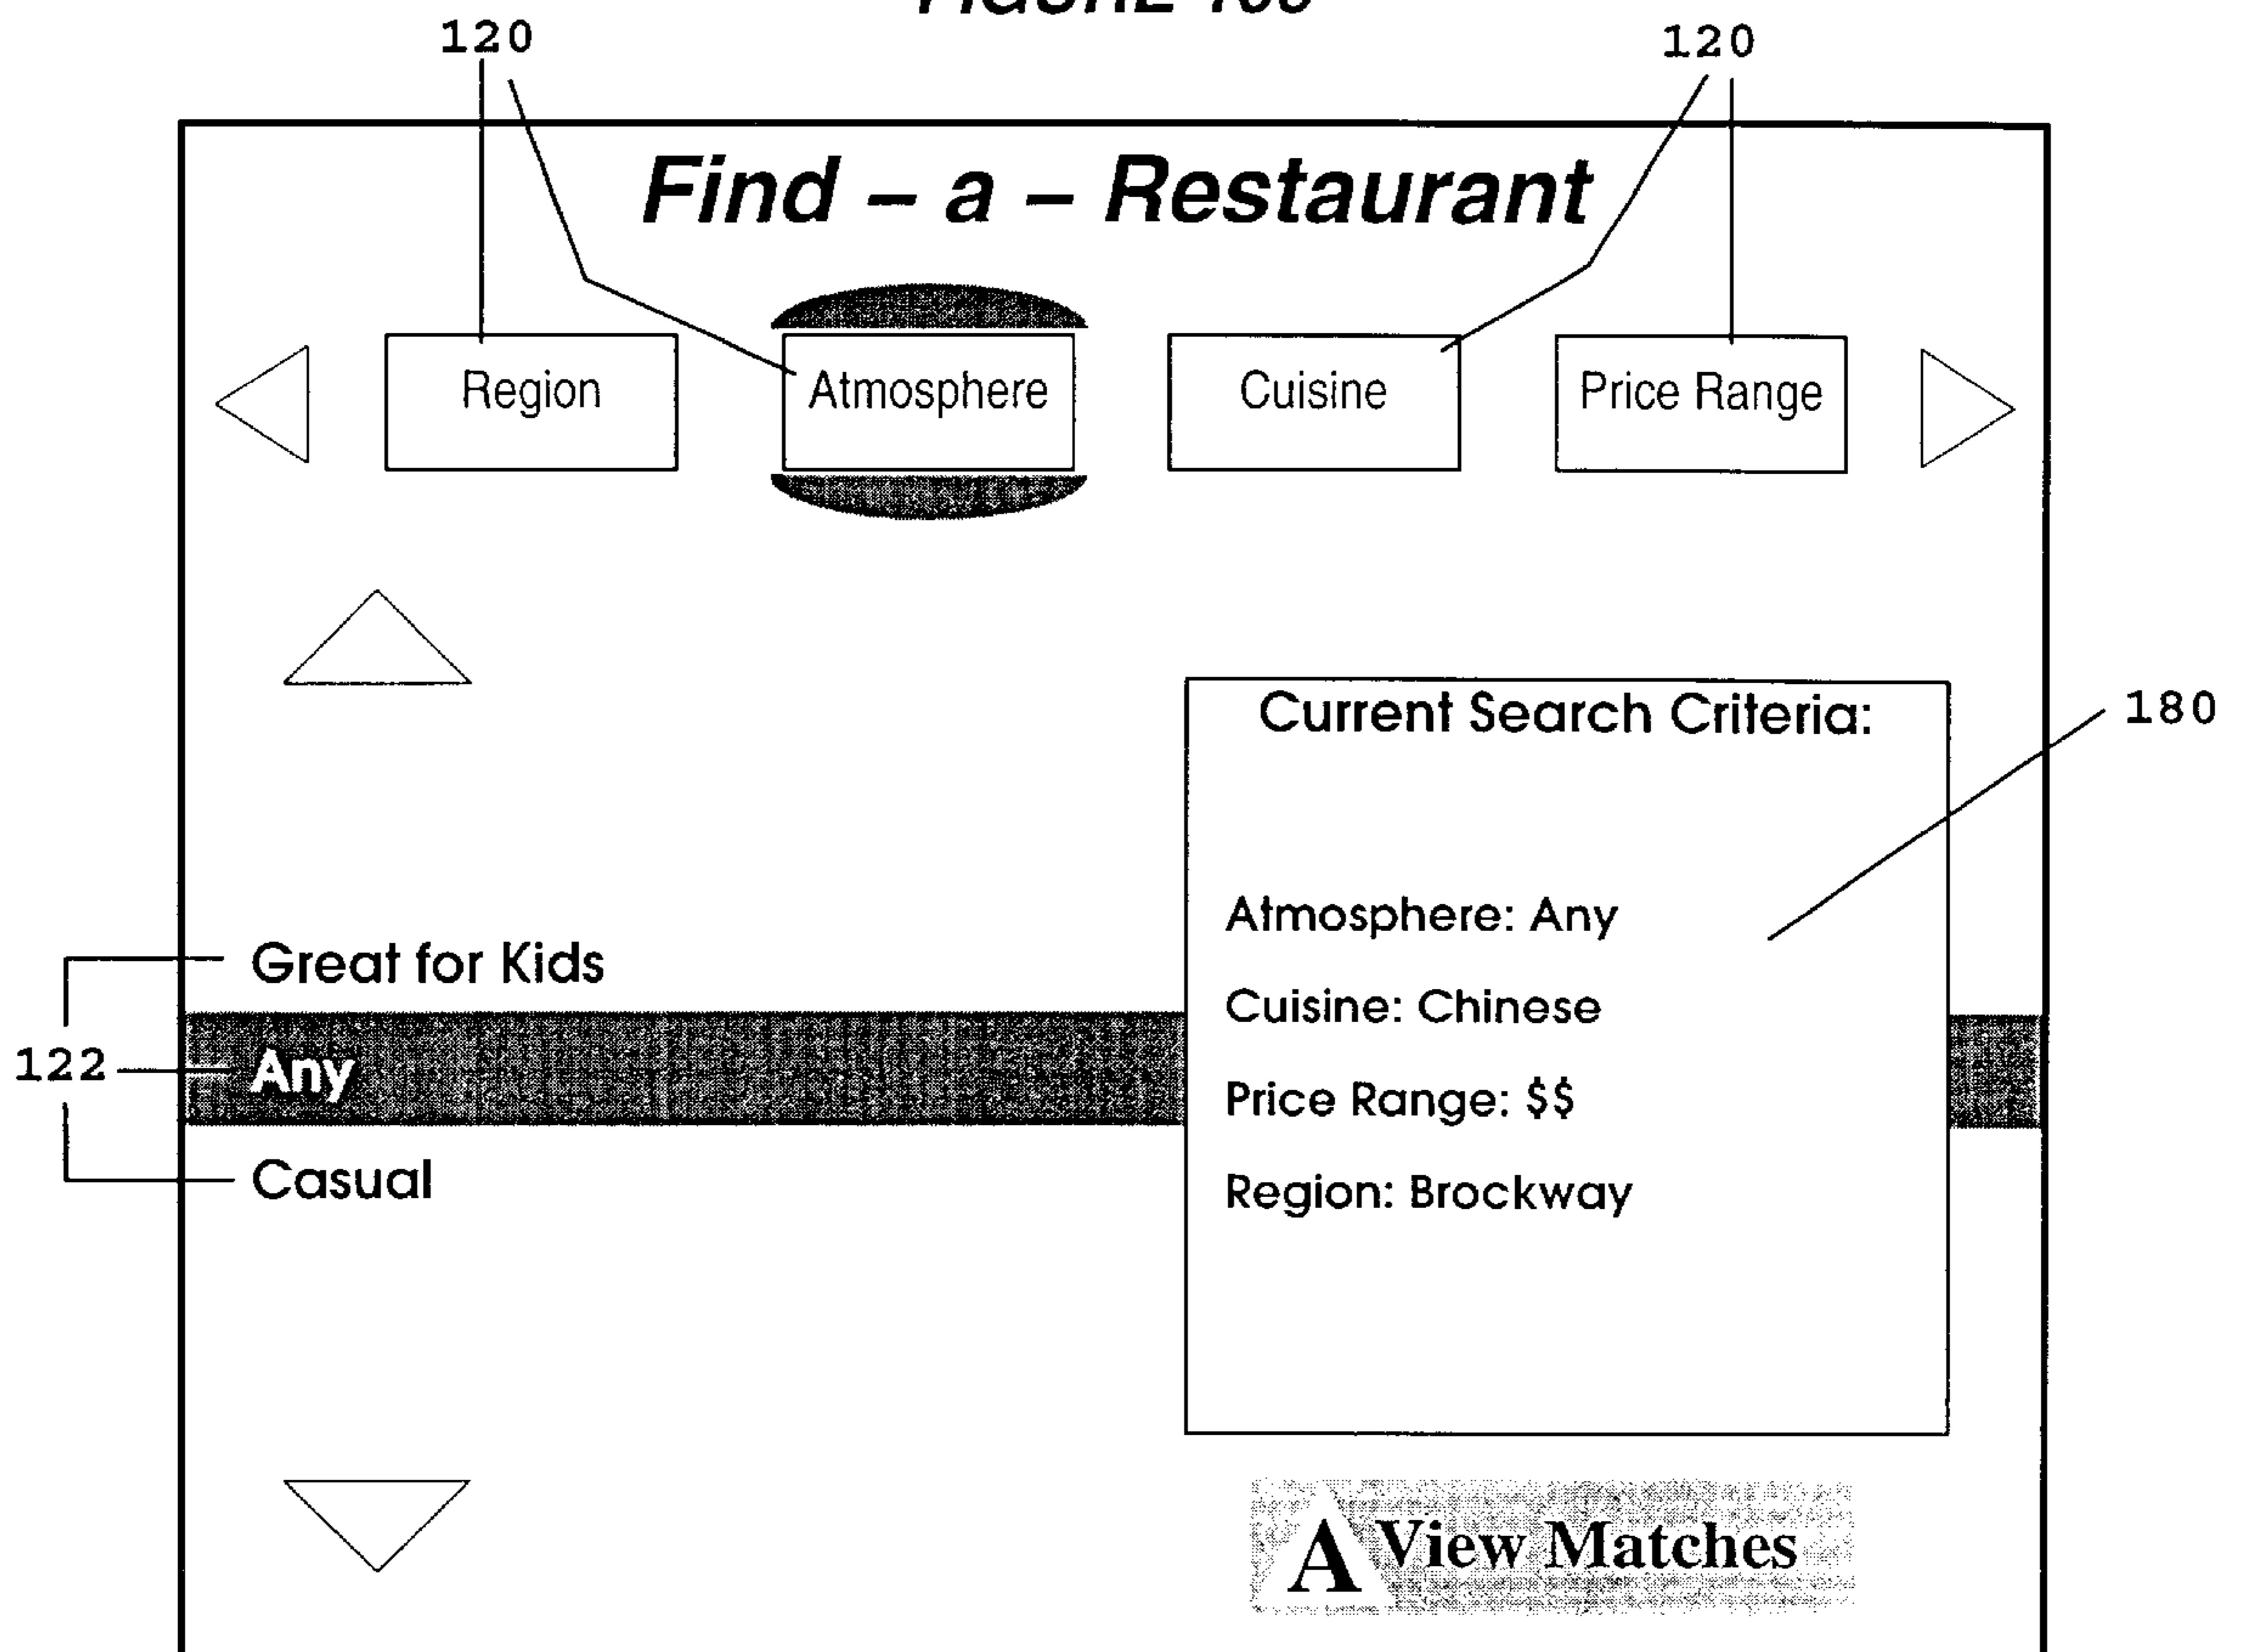 120 120
Find – a – Restaurant
Region Atmosphere Cuisine Price Range
Current Search Criteria:
180
Atmosphere: Any
Great for Kids
Cuisine: Chinese
122 Any
Price Range: $$
Casual
Region: Brockway
A View Matches